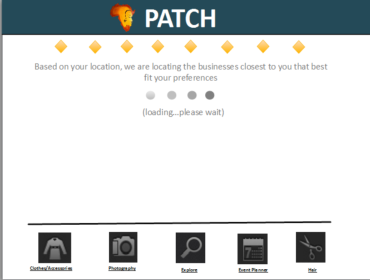 PATCH
Based on your location, we are locating the businesses closest to you that best
fit your preferences
(loading...please wait)
Clothes/Accessories Photography Explore Event Planner Hair